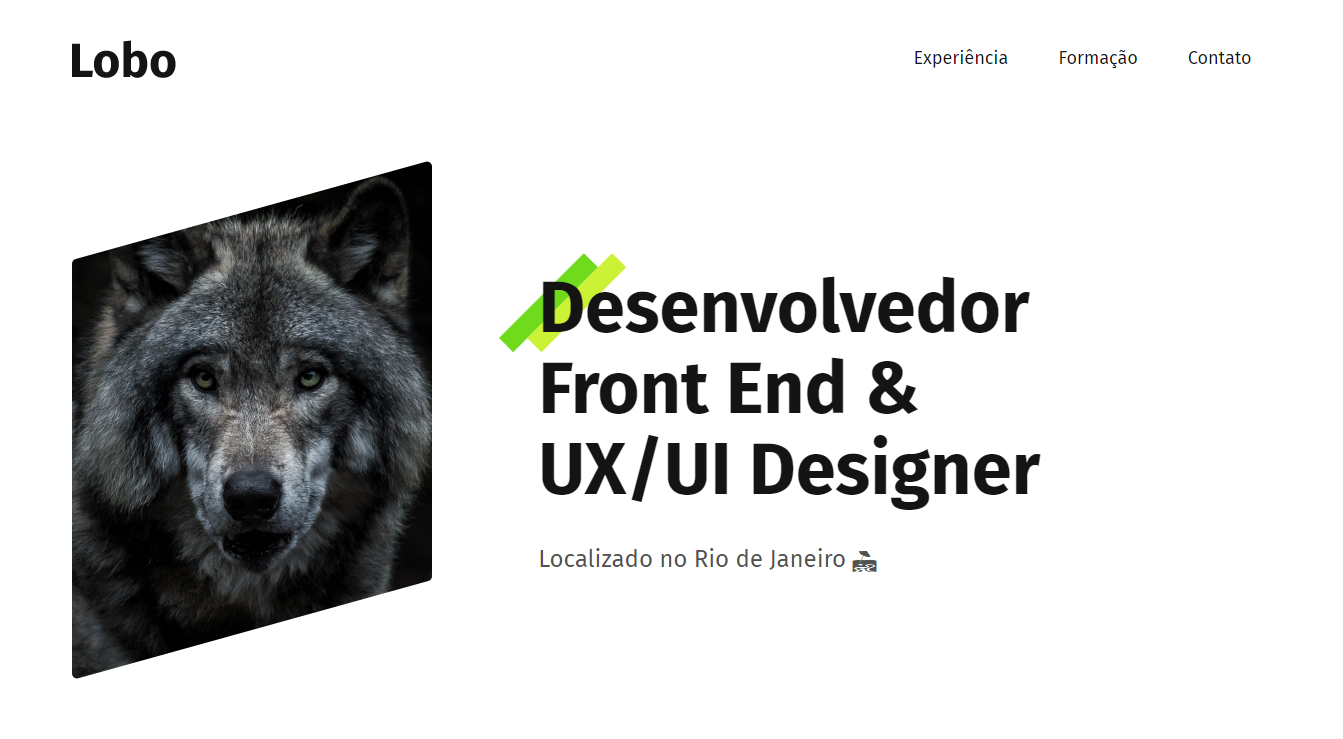 Lobo
Experiência Formação Contato
Desenvolvedor
Front End &
UX/UI Designer
Localizado no Rio de Janeiro